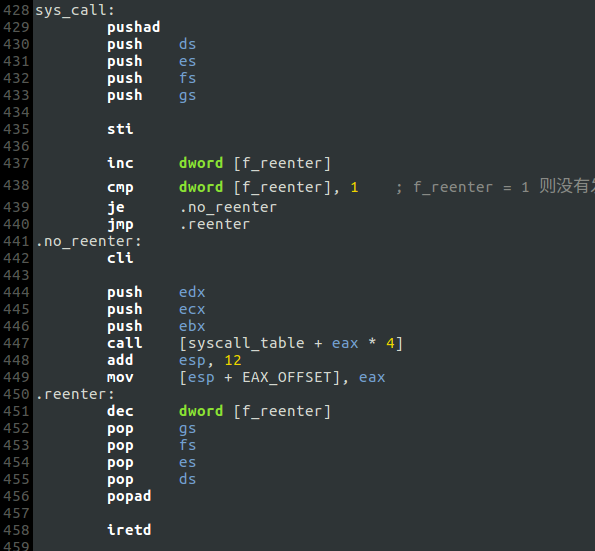 428 sys_call:
429 pushad
430 push ds
431 push es
432 push fs
433 push gs
434
435 sti
436
437 inc dword [f_reenter]
438 cmp dword [f_reenter], 1 ; f_reenter = 1 则没有
439 je .no_reenter
440 jmp .reenter
441 .no_reenter:
442 cli
443
444 push edx
445 push ecx
446 push ebx
447 call [syscall_table + eax * 4]
448 add esp, 12
449 mov [esp + EAX_OFFSET], eax
450 .reenter:
451 dec dword [f_reenter]
452 pop gs
453 pop fs
454 pop es
455 pop ds
456 popad
457
458 iretd
459